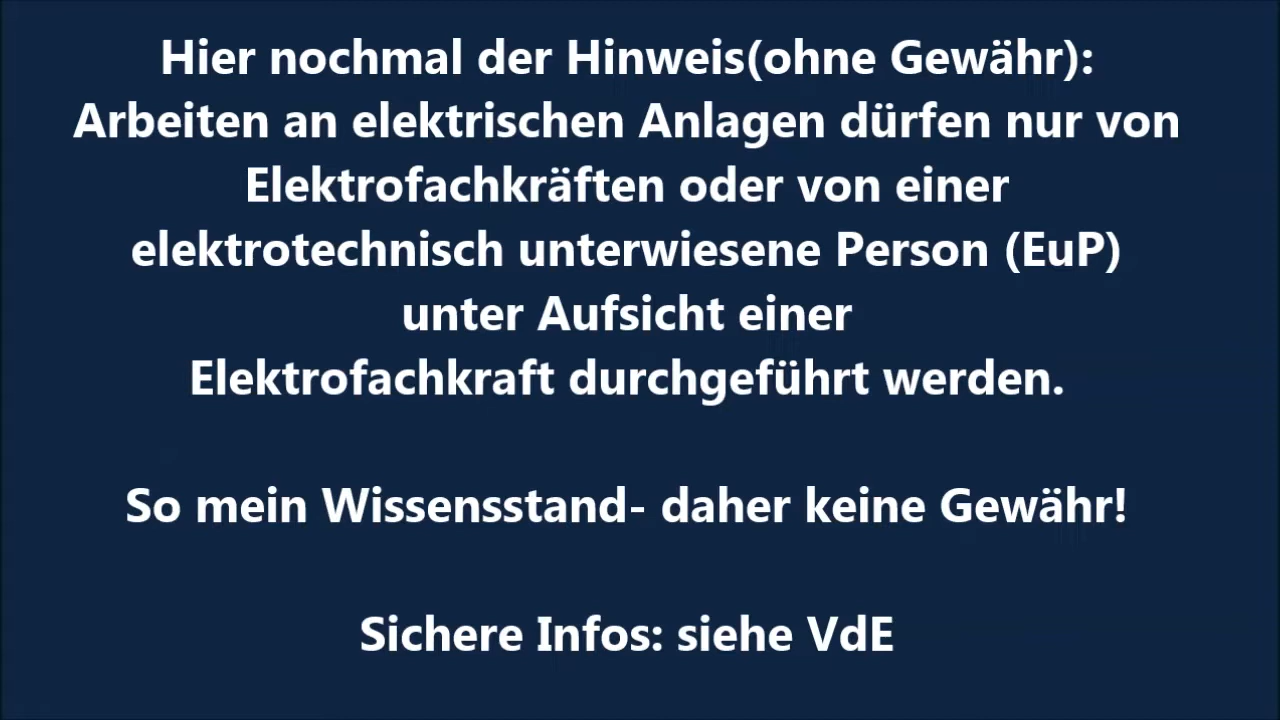 Hier nochmal der Hinweis(ohne Gewähr):
Arbeiten an elektrischen Anlagen dürfen nur von
Elektrofachkräften oder von einer
elektrotechnisch unterwiesene Person (EuP)
unter Aufsicht einer
Elektrofachkraft durchgeführt werden.
So mein Wissensstand- daher keine Gewähr!
Sichere Infos: siehe VdE